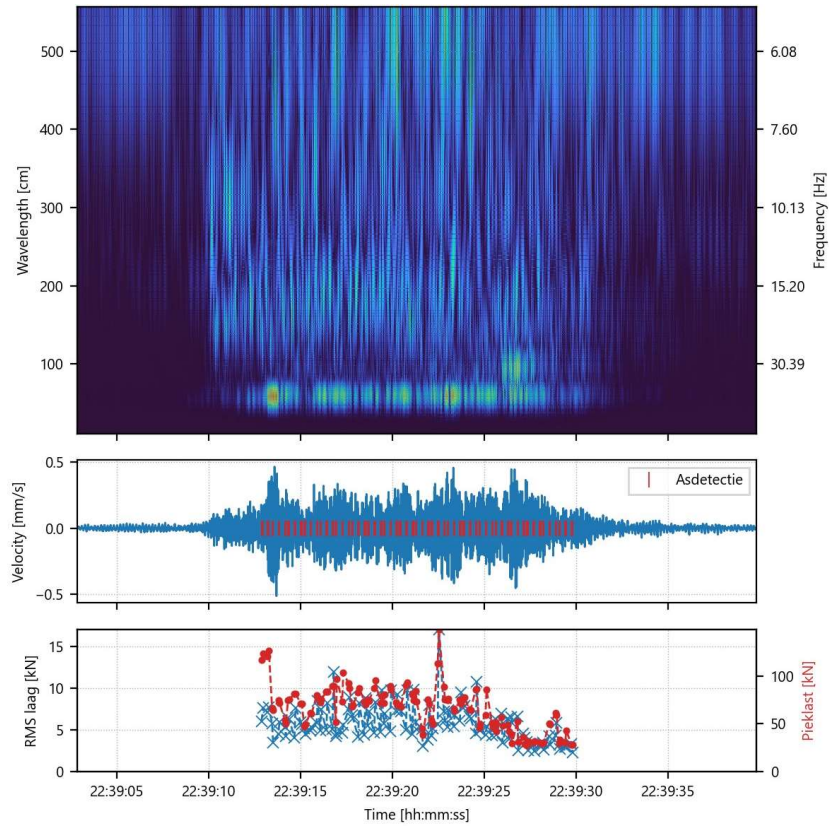 500
400
300
200
100
Wavelength [cm]
6.08
7.60
10.13
15.20
30.39
Frequency [Hz]
0.5
0.0
−0.5
Velocity [mm/s]
Asdetectie
15
10
5
0
RMS laag [kN]
100
50
0
Pieklast [kN]
22:39:05 22:39:10 22:39:15 22:39:20 22:39:25 22:39:30 22:39:35
Time [hh:mm:ss]